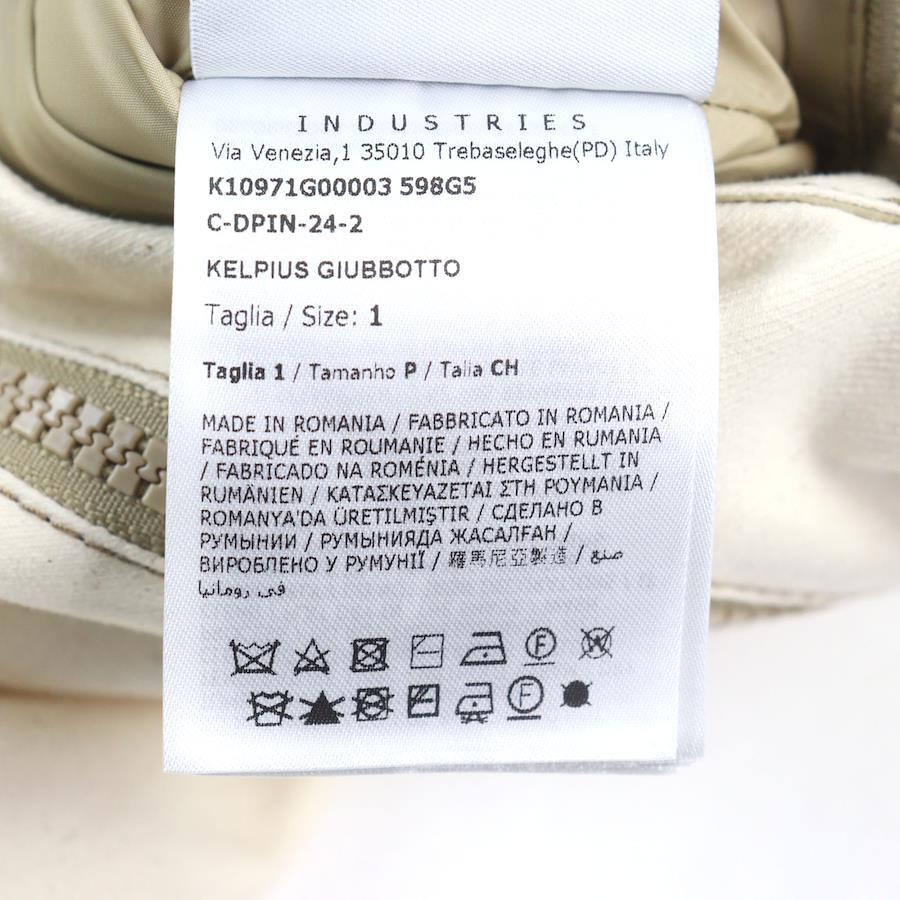 INDUSTRIES
Via Venezia,1 35010 Trebaseleghe(PD) Italy
K10971G00003 598G5
C-DPIN-24-2
KELPIUS GIUBBOTTO
Taglia / Size: 1
Taglia 1 / Tamanho P / Talla CH
MADE IN ROMANIA / FABBRICATO IN ROMANIA /
FABRIQUÉ EN ROUMANIE / HECHO EN RUMANIA
/ FABRICADO NA ROMÉNIA / HERGESTELLT IN
RUMÄNIEN / ΚΑΤΑΣΚΕΥΑΖΕΤΑΙ ΣΤΗ ΡΟΥΜΑΝΙΑ /
ROMANYA'DA ÜRETILMIŞTIR / СДЕЛАНО В
РУМЫНИИ / РУМЫНИЯДА ЖАСАЛҒАН /
ВИРОБЛЕНО У РУМУНІЇ / 羅馬尼亞製造 / صنع
في رومانيا
F W
F